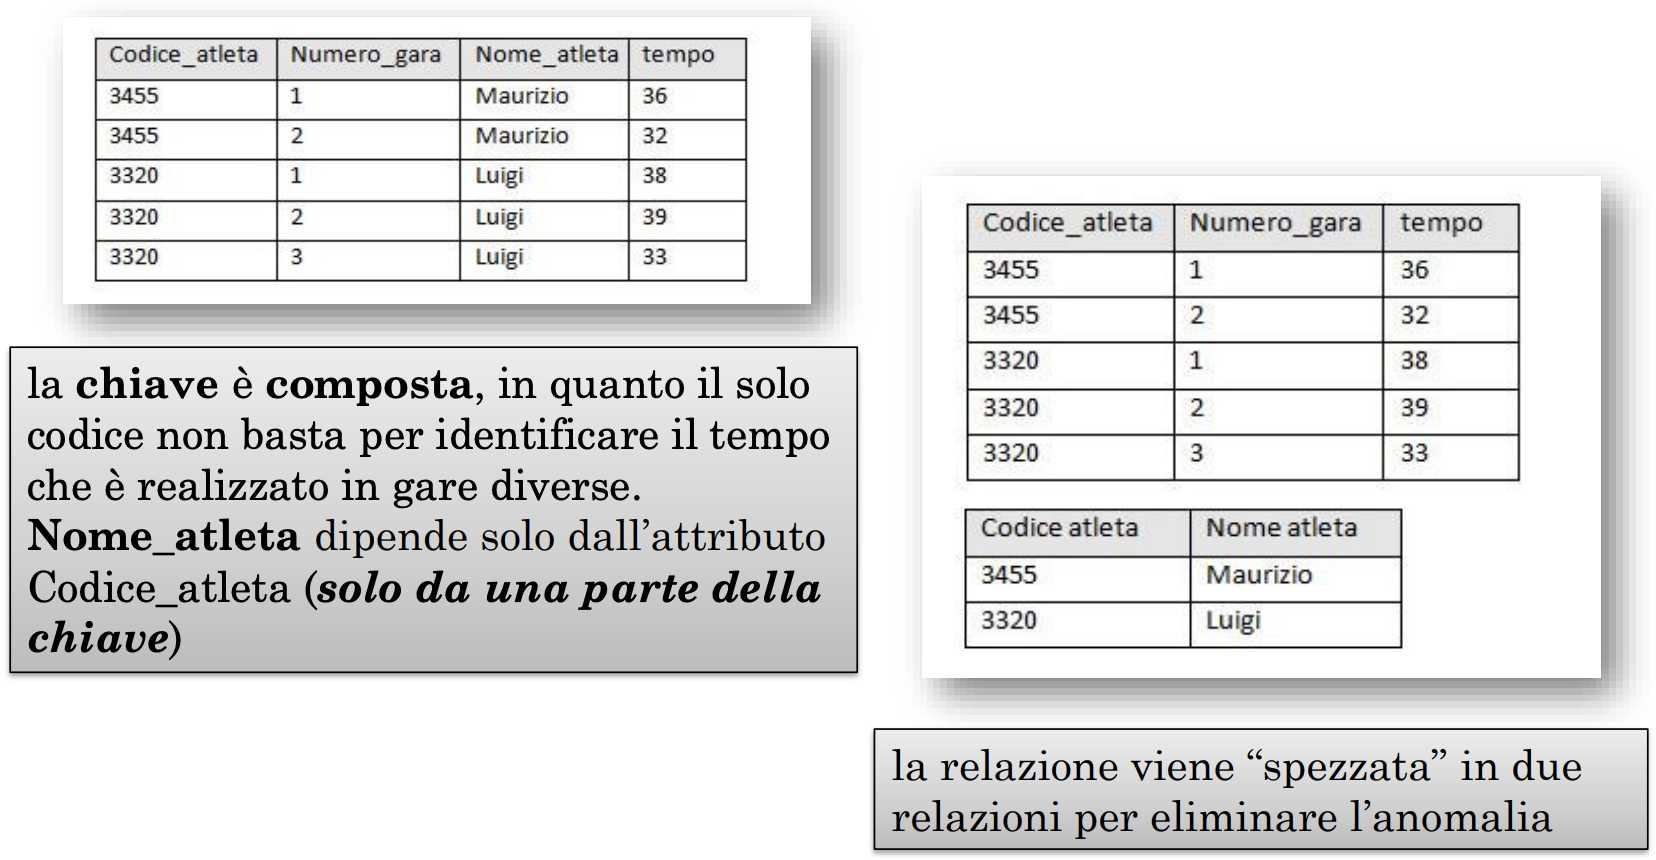 Codice_atleta Numero_gara Nome_atleta tempo
3455 1 Maurizio 36
3455 2 Maurizio 32
3320 1 Luigi 38
3320 2 Luigi 39
3320 3 Luigi 33
la chiave è composta, in quanto il solo
codice non basta per identificare il tempo
che è realizzato in gare diverse.
Nome_atleta dipende solo dall’attributo
Codice_atleta (solo da una parte della
chiave)
Codice_atleta Numero_gara tempo
3455 1 36
3455 2 32
3320 1 38
3320 2 39
3320 3 33
Codice atleta Nome atleta
3455 Maurizio
3320 Luigi
la relazione viene “spezzata” in due
relazioni per eliminare l’anomalia